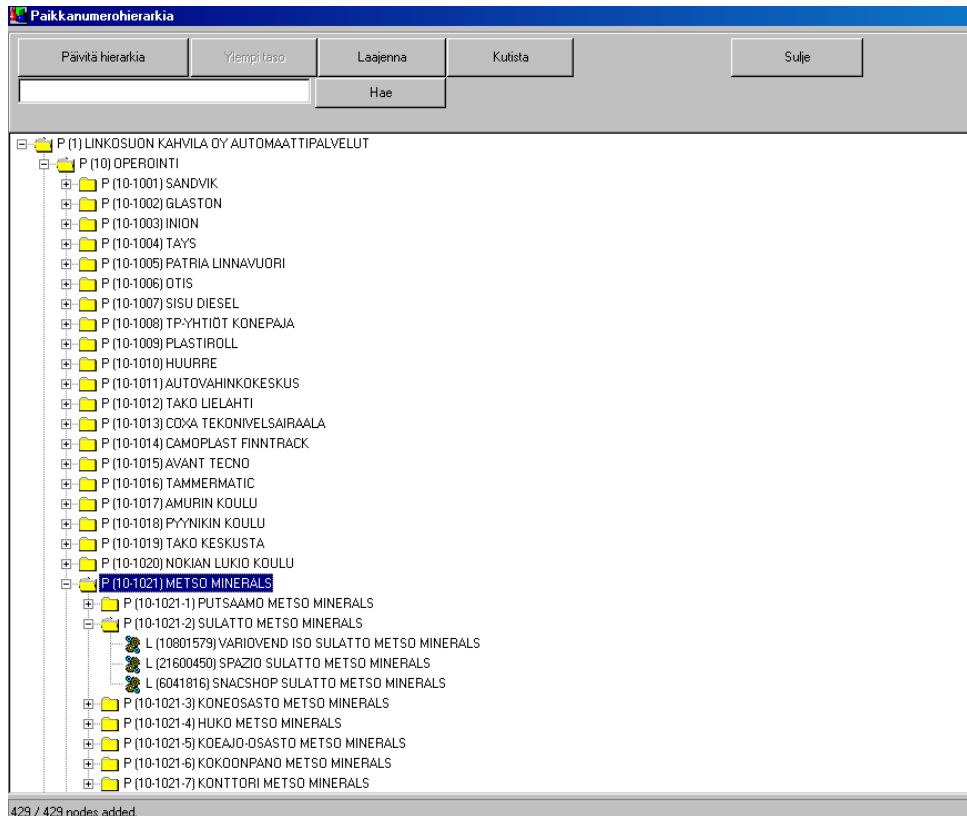 Paikkanumerohierarkia
Päivitä hierarkia Ylempi taso Laajenna Kutista Sulje
Hae
P (1) LINKOSUON KAHVILA OY AUTOMAATTIPALVELUT
P (10) OPEROINTI
P (10-1001) SANDVIK
P (10-1002) GLASTON
P (10-1003) INION
P (10-1004) TAYS
P (10-1005) PATRIA LINNAVUORI
P (10-1006) OTIS
P (10-1007) SISU DIESEL
P (10-1008) TP-YHTIÖT KONEPAJA
P (10-1009) PLASTIROLL
P (10-1010) HUURRE
P (10-1011) AUTOVAHINKOKESKUS
P (10-1012) TAKO LIELAHTI
P (10-1013) COXA TEKONIVELSAIRAALA
P (10-1014) CAMOPLAST FINNTRACK
P (10-1015) AVANT TECNO
P (10-1016) TAMMERMATIC
P (10-1017) AMURIN KOULU
P (10-1018) PYYNIKIN KOULU
P (10-1019) TAKO KESKUSTA
P (10-1020) NOKIAN LUKIO KOULU
P (10-1021) METSO MINERALS
P (10-1021-1) PUTSAAMO METSO MINERALS
P (10-1021-2) SULATTO METSO MINERALS
L (10801579) VARIOVEND ISO SULATTO METSO MINERALS
L (21600450) SPAZIO SULATTO METSO MINERALS
L (6041816) SNACSHOP SULATTO METSO MINERALS
P (10-1021-3) KONEOSASTO METSO MINERALS
P (10-1021-4) HUKO METSO MINERALS
P (10-1021-5) KOEAJO-OSASTO METSO MINERALS
P (10-1021-6) KOKOONPANO METSO MINERALS
P (10-1021-7) KONTTORI METSO MINERALS
429 / 429 nodes added.